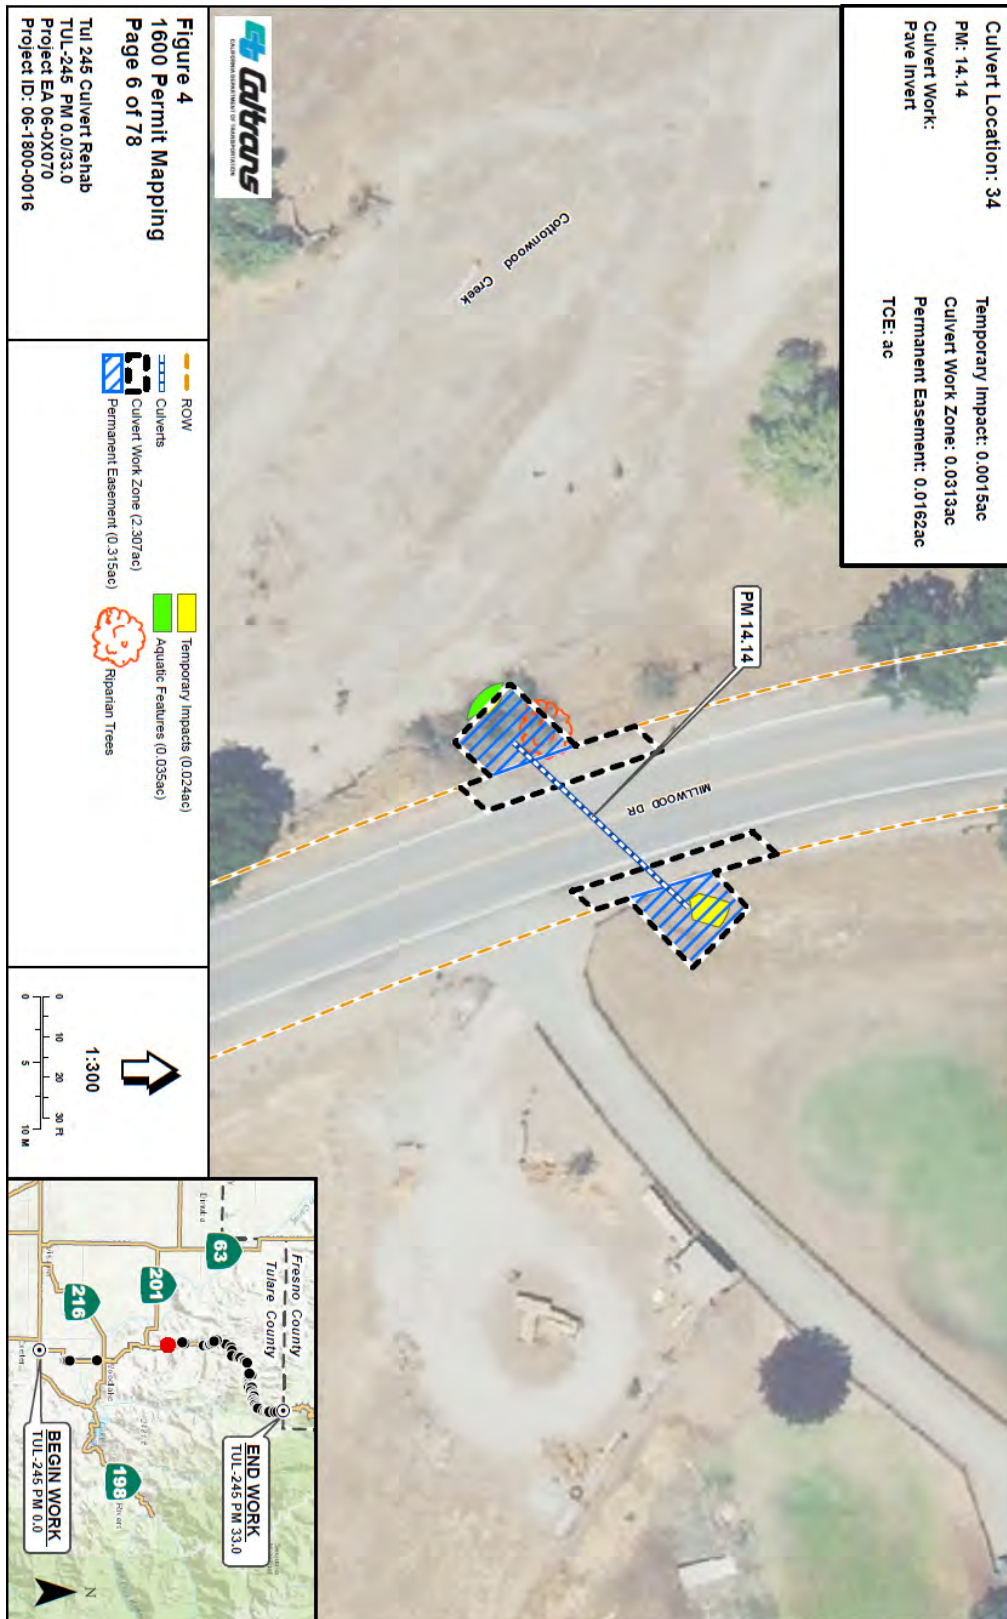 Culvert Location: 34
PM: 14.14
Culvert Work:
Pave Invert
Temporary Impact: 0.0015ac
Culvert Work Zone: 0.0313ac
Permanent Easement: 0.0162ac
TCE: ac
Cottonwood Creek
PM 14.14
MILLWOOD DR
Caltrans
CALIFORNIA DEPARTMENT OF TRANSPORTATION
Figure 4
1600 Permit Mapping
Page 6 of 78
Tul 245 Culvert Rehab
TUL-245 PM 0.0/33.0
Project EA 06-0X070
Project ID: 06-1800-0016
ROW
Culverts
Culvert Work Zone (2.307ac)
Permanent Easement (0.315ac)
Temporary Impacts (0.024ac)
Aquatic Features (0.035ac)
Riparian Trees
1:300
0 10 20 30 Ft
0 5 10 M
Fresno County
Tulare County
63
201
216
198
Dinuba
Rivers
END WORK
TUL-245 PM 33.0
BEGIN WORK
TUL-245 PM 0.0
N